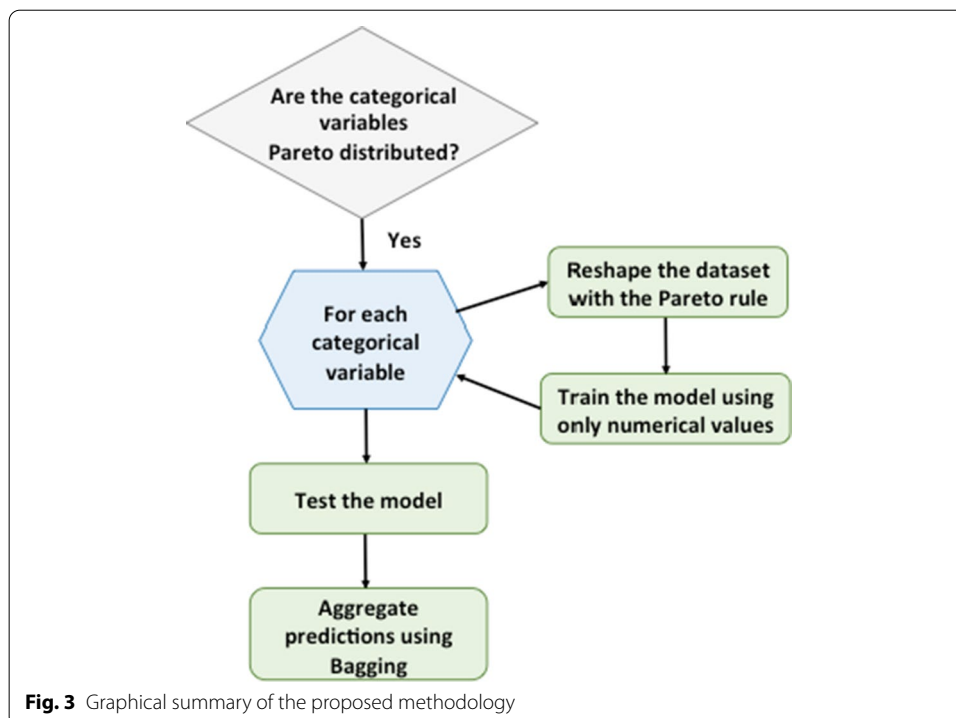 Are the categorical
variables
Pareto distributed?
Yes
For each
categorical
variable
Reshape the dataset
with the Pareto rule
Train the model using
only numerical values
Test the model
Aggregate
predictions using
Bagging
Fig. 3 Graphical summary of the proposed methodology